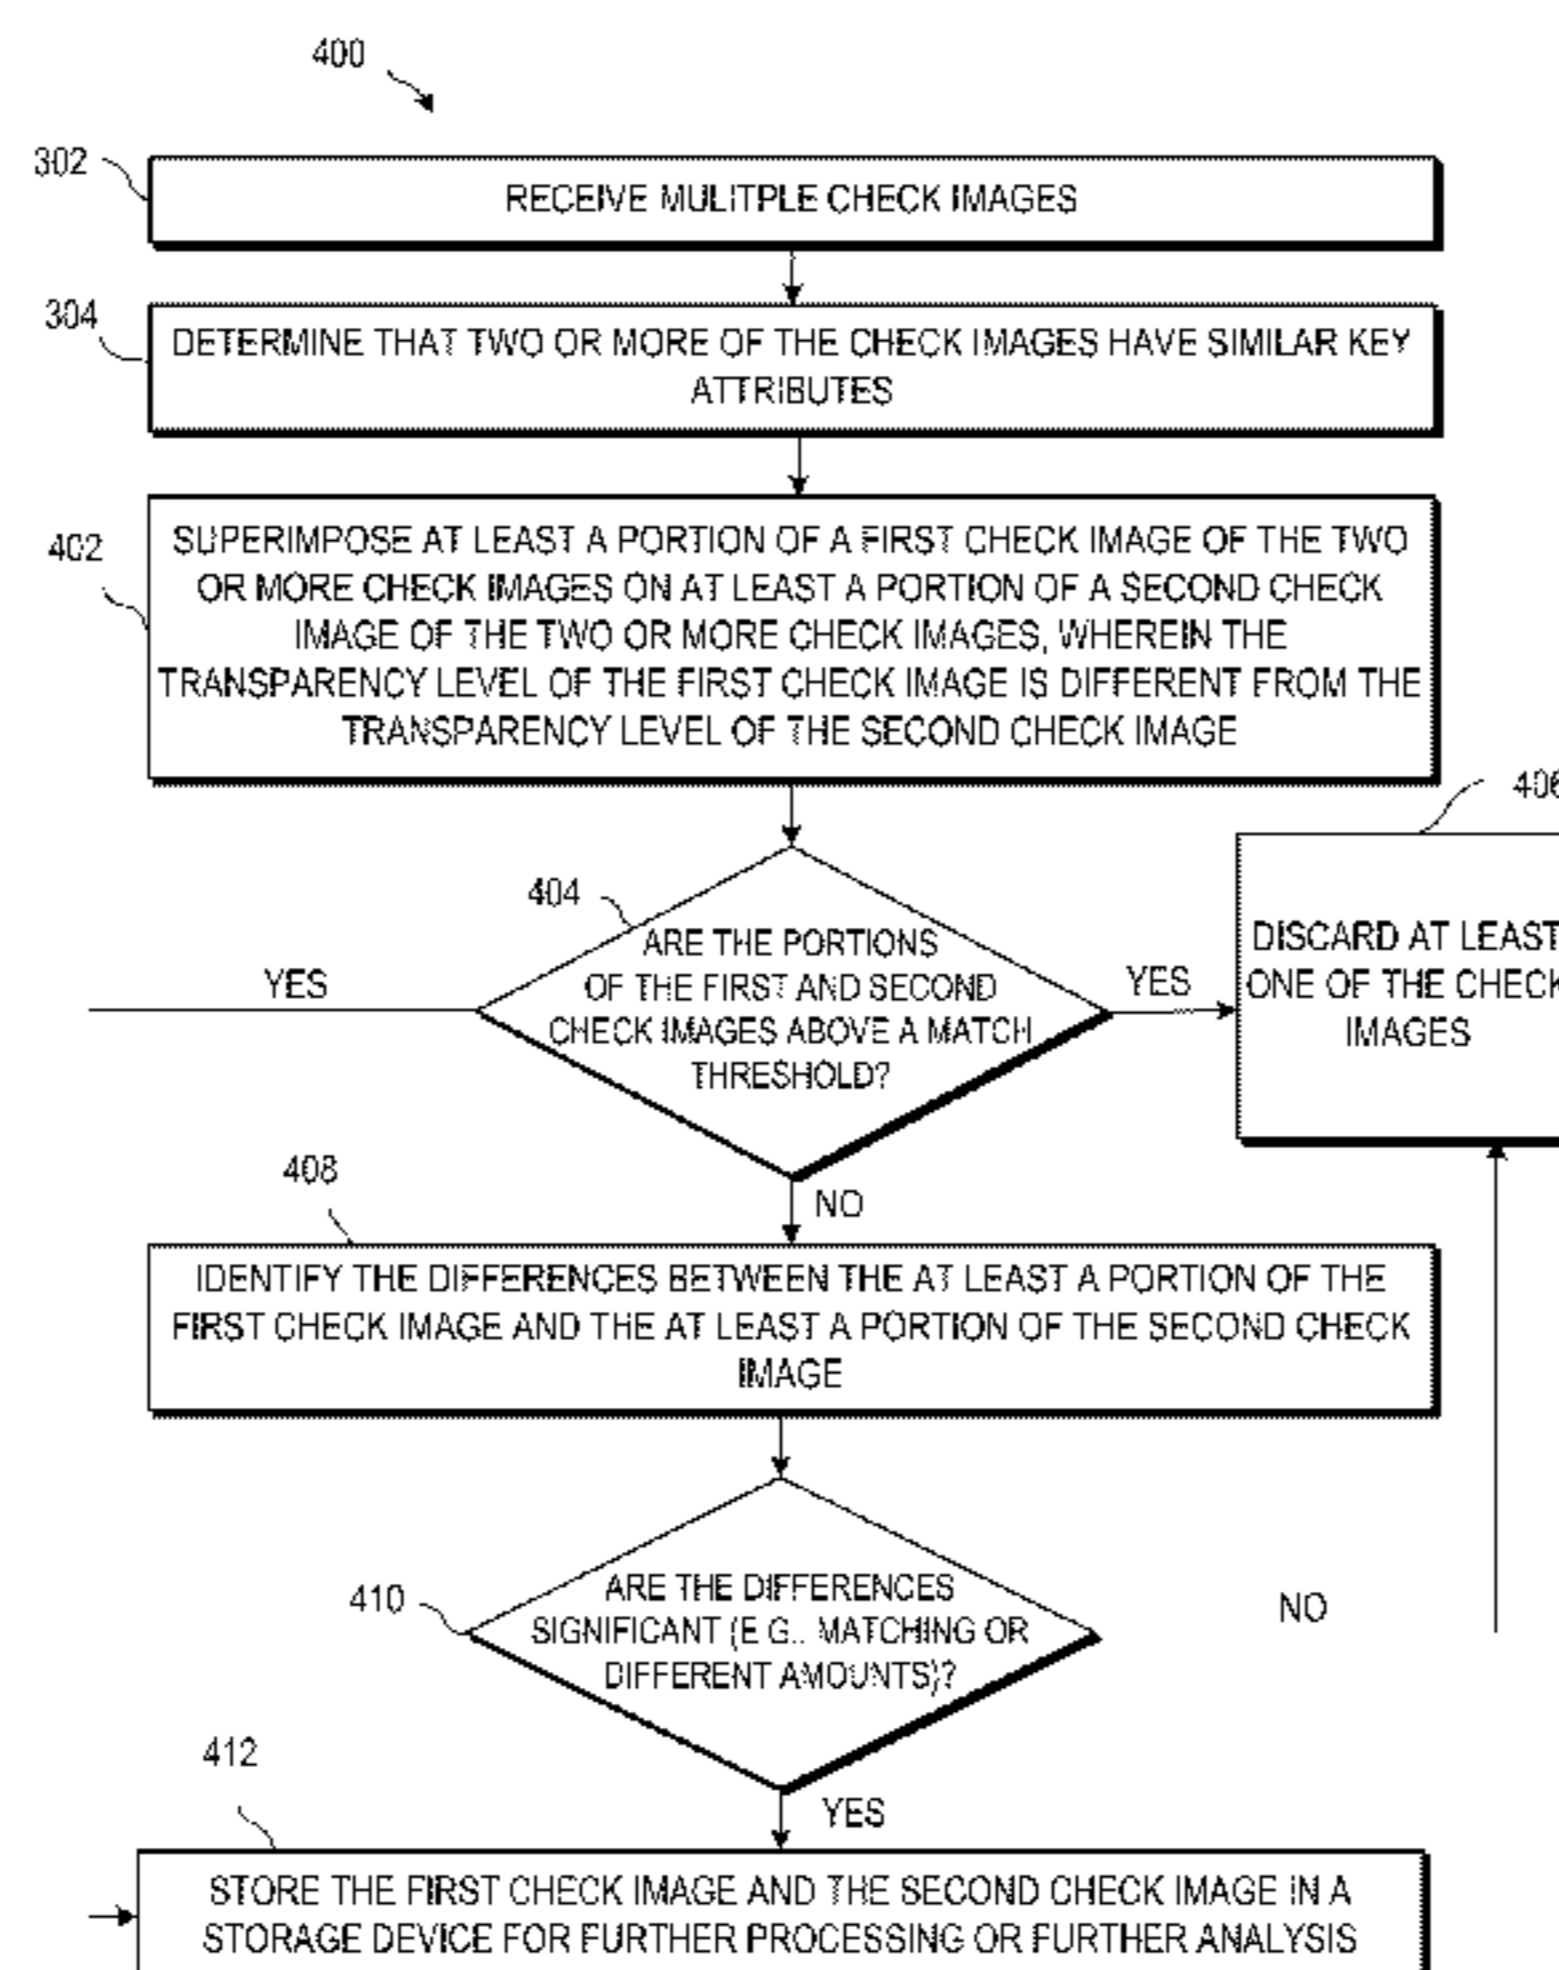 400
302
RECEIVE MULITPLE CHECK IMAGES
304
DETERMINE THAT TWO OR MORE OF THE CHECK IMAGES HAVE SIMILAR KEY
ATTRIBUTES
402
SUPERIMPOSE AT LEAST A PORTION OF A FIRST CHECK IMAGE OF THE TWO
OR MORE CHECK IMAGES ON AT LEAST A PORTION OF A SECOND CHECK
IMAGE OF THE TWO OR MORE CHECK IMAGES, WHEREIN THE
TRANSPARENCY LEVEL OF THE FIRST CHECK IMAGE IS DIFFERENT FROM THE
TRANSPARENCY LEVEL OF THE SECOND CHECK IMAGE
406
404
ARE THE PORTIONS
OF THE FIRST AND SECOND
CHECK IMAGES ABOVE A MATCH
THRESHOLD?
YES
YES
DISCARD AT LEAST
ONE OF THE CHECK
IMAGES
NO
408
IDENTIFY THE DIFFERENCES BETWEEN THE AT LEAST A PORTION OF THE
FIRST CHECK IMAGE AND THE AT LEAST A PORTION OF THE SECOND CHECK
IMAGE
410
ARE THE DIFFERENCES
SIGNIFICANT (E.G., MATCHING OR
DIFFERENT AMOUNTS)?
NO
YES
412
STORE THE FIRST CHECK IMAGE AND THE SECOND CHECK IMAGE IN A
STORAGE DEVICE FOR FURTHER PROCESSING OR FURTHER ANALYSIS